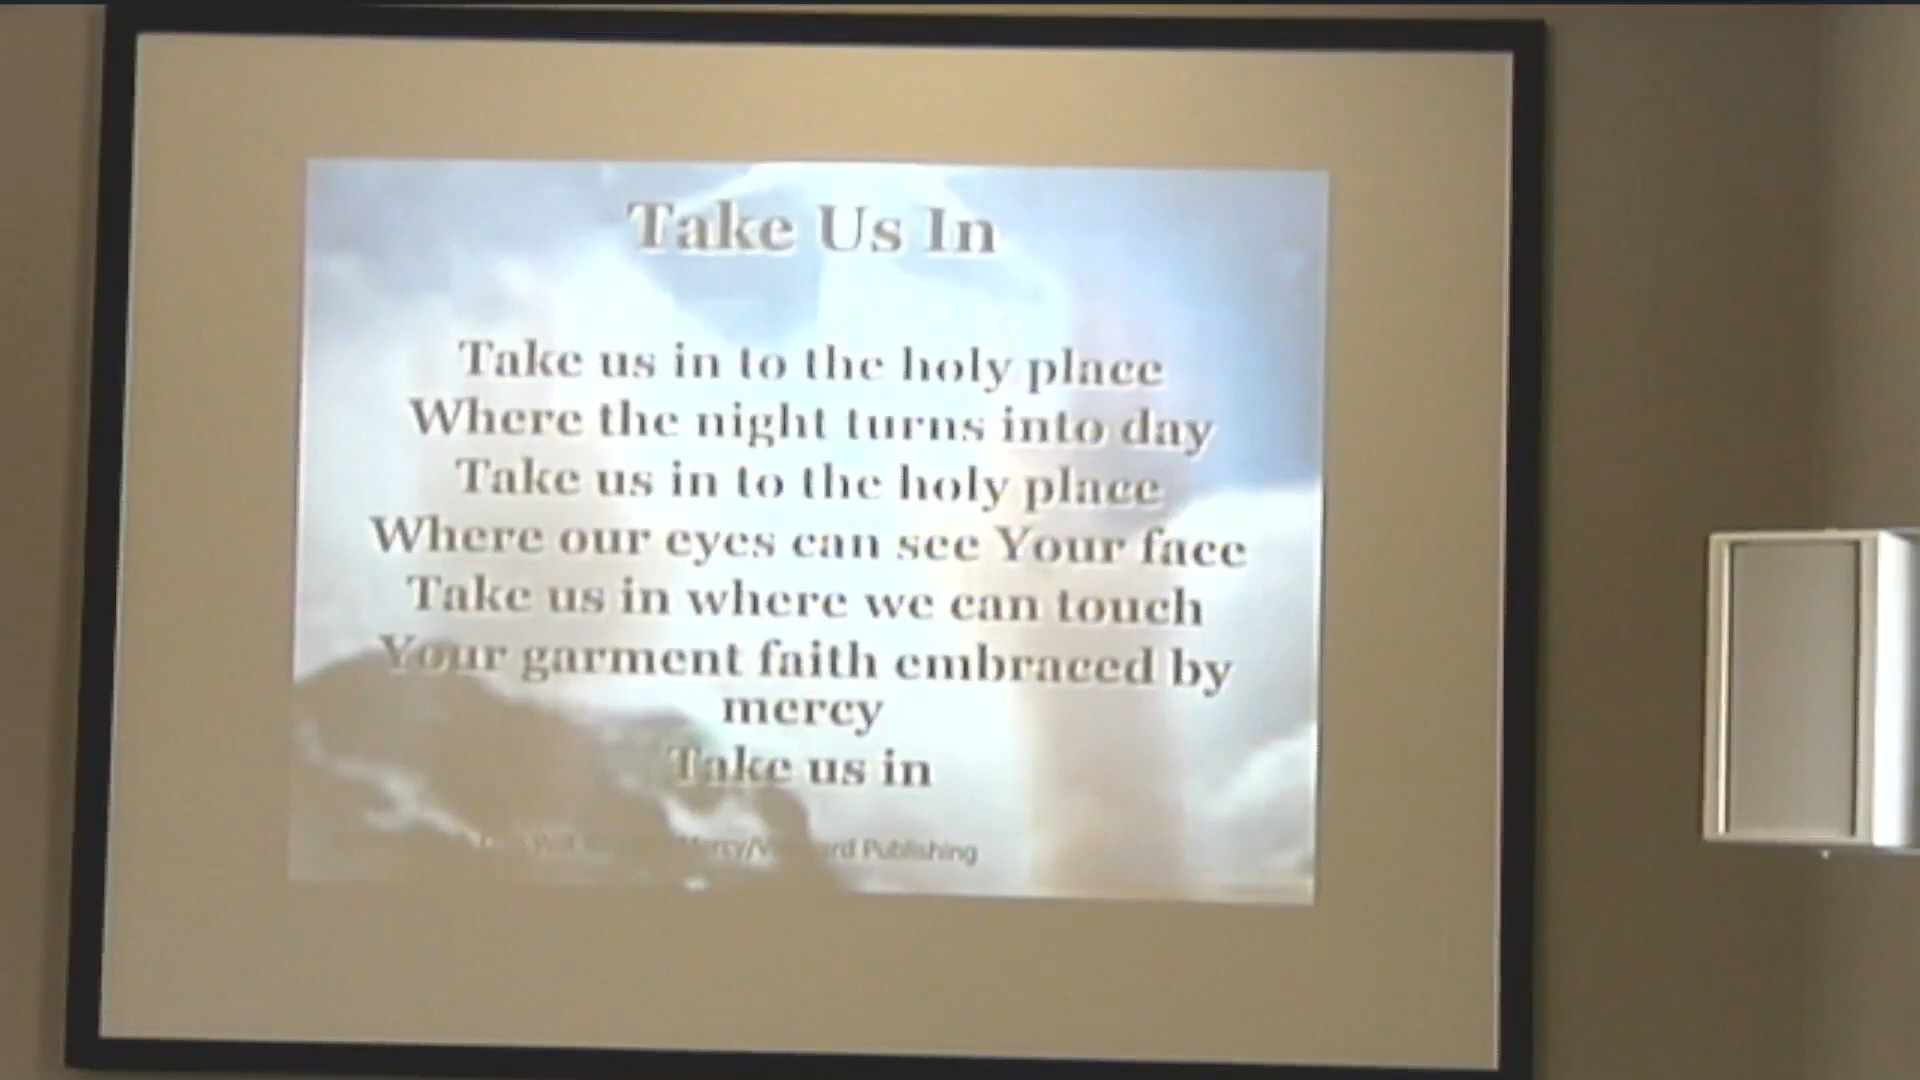 Take Us In
Take us in to the holy place
Where the night turns into day
Take us in to the holy place
Where our eyes can see Your face
Take us in where we can touch
Your garment faith embraced by
mercy
Take us in
Publishing